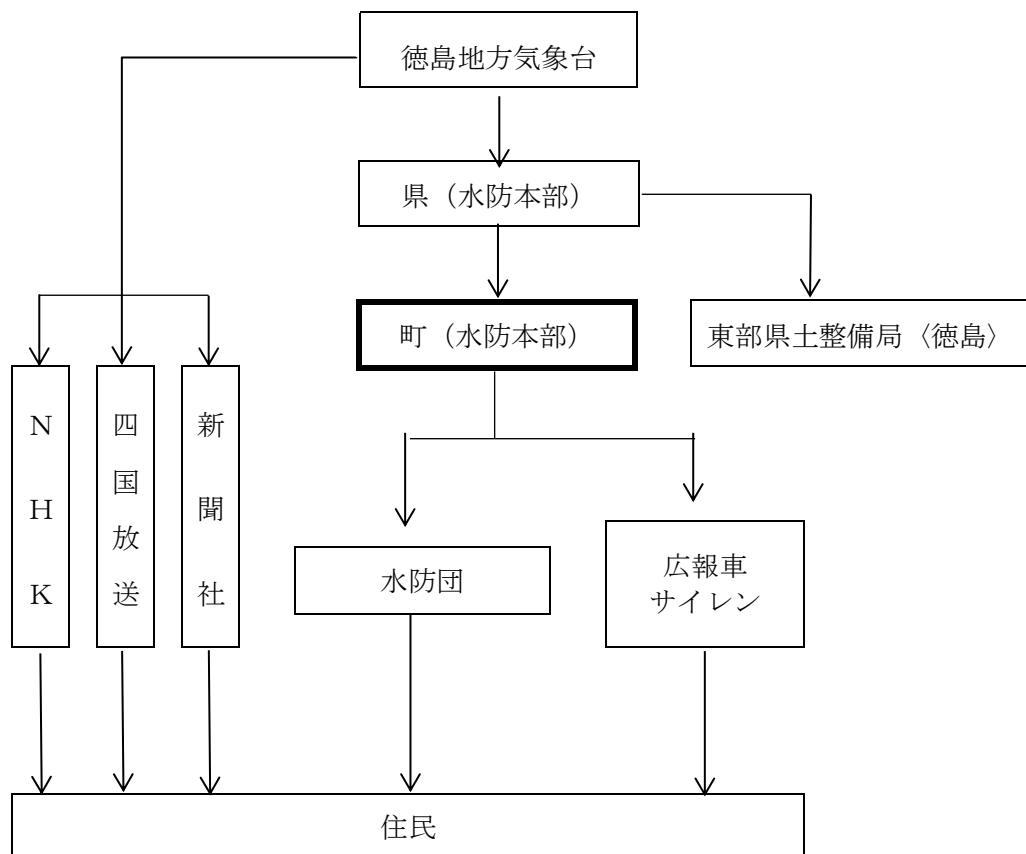 徳島地方気象台
県（水防本部）
町（水防本部）
東部県土整備局〈徳島〉
ＮＨＫ
四国放送
新聞社
水防団
広報車
サイレン
住民